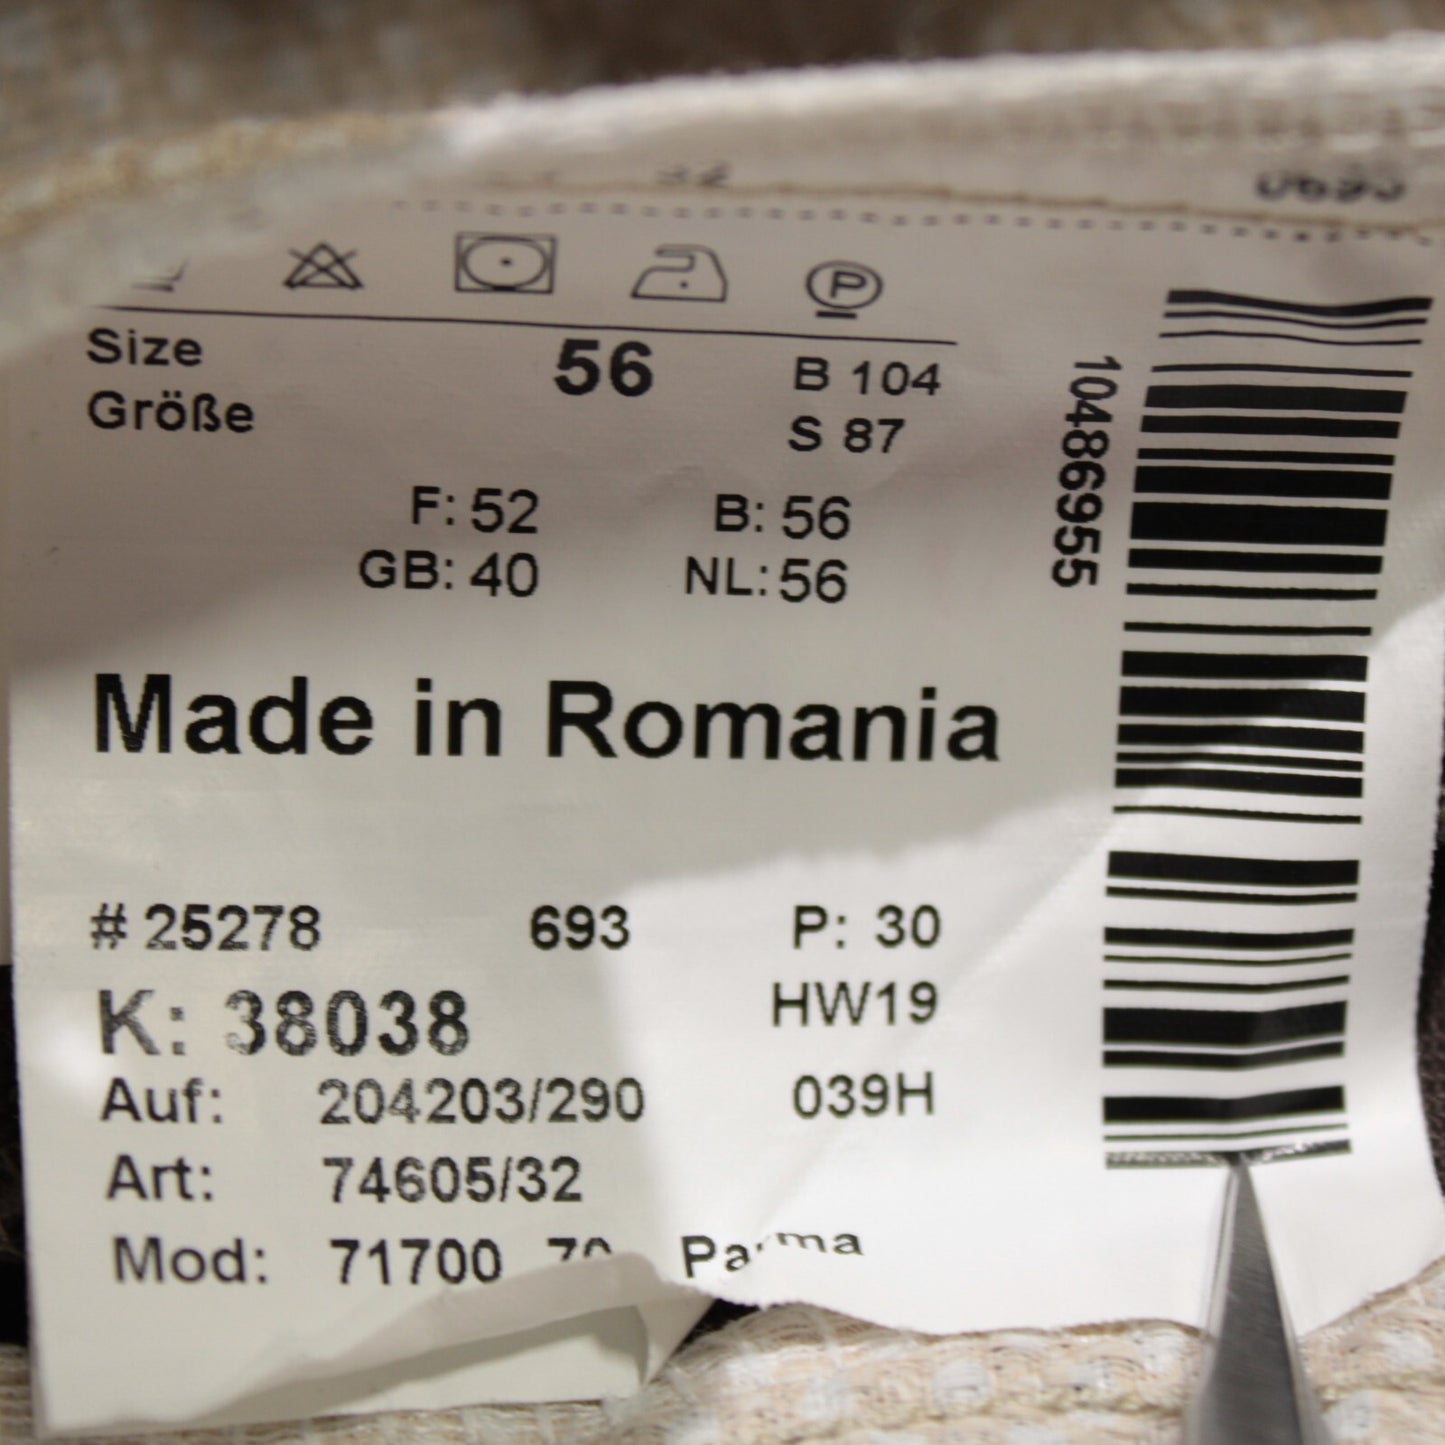 P
Size 56 B 104
Größe S 87
F: 52 B: 56
GB: 40 NL: 56
10486955
Made in Romania
# 25278 693 P: 30
K: 38038 HW19
Auf: 204203/290 039H
Art: 74605/32
Mod: 71700 Parma